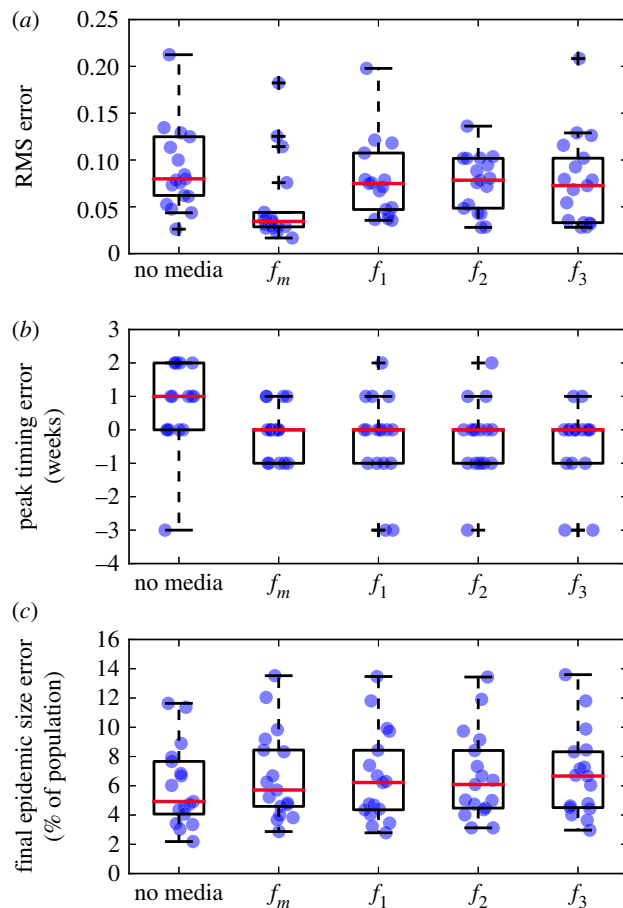 (a)
0.25
0.20
0.15
0.10
0.05
0
RMS error
no media f_m f_1 f_2 f_3
(b)
3
2
1
0
–1
–2
–3
–4
peak timing error
(weeks)
no media f_m f_1 f_2 f_3
(c)
16
14
12
10
8
6
4
2
0
final epidemic size error
(% of population)
no media f_m f_1 f_2 f_3